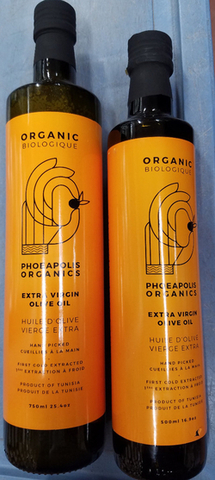 ORGANIC
BIOLOGIQUE
PHOEAPOLIS
ORGANICS
EXTRA VIRGIN
OLIVE OIL
HUILE D'OLIVE
VIERGE EXTRA
HAND PICKED
CUEILLIES À LA MAIN
FIRST COLD EXTRACTED
1ÈRE EXTRACTION À FROID
PRODUCT OF TUNISIA
PRODUIT DE LA TUNISIE
750ml 25.4oz
ORGANIC
BIOLOGIQUE
PHOEAPOLIS
ORGANICS
EXTRA VIRGIN
OLIVE OIL
HUILE D'OLIVE
VIERGE EXTRA
HAND PICKED
CUEILLIES À LA MAIN
FIRST COLD EXTRACTED
1ÈRE EXTRACTION À FROID
PRODUCT OF TUNISIA
PRODUIT DE LA TUNISIE
500ml 16.9oz